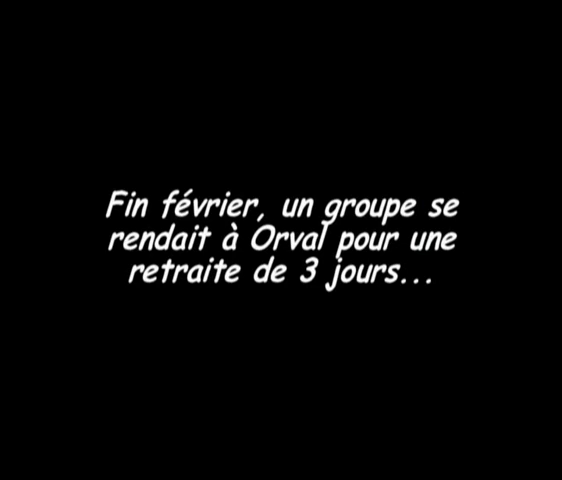 Fin février, un groupe se
rendait à Orval pour une
retraite de 3 jours...